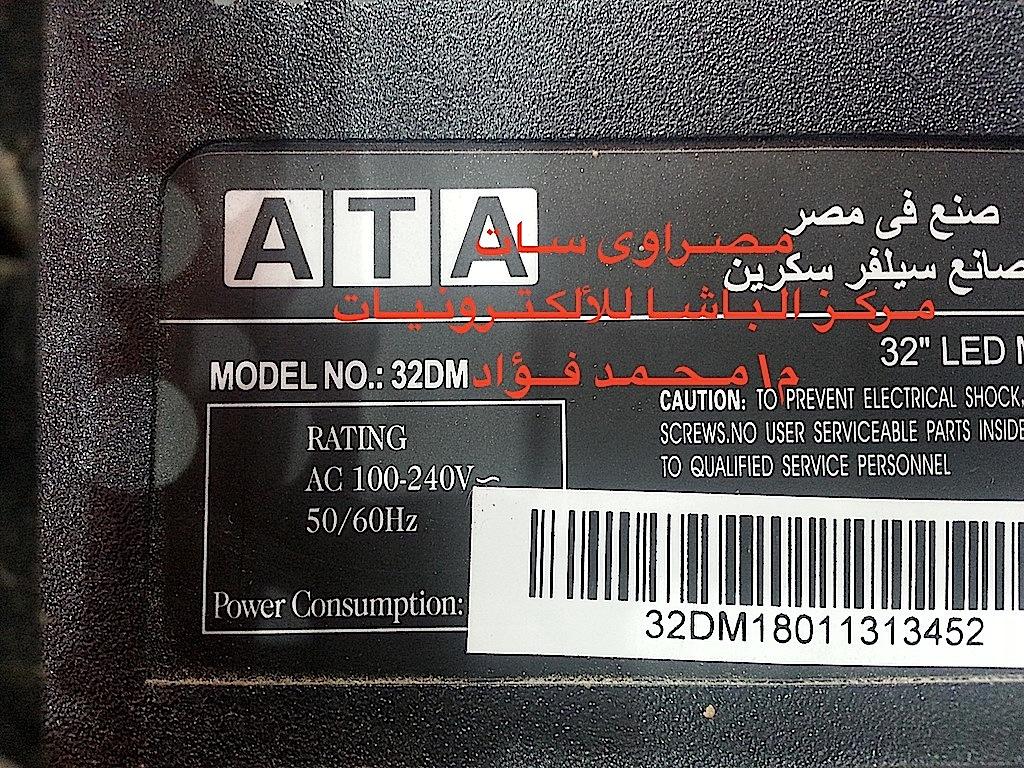 ATA
صنع فى مصر
مصراوى سات
صانع سيلفر سكرين
مركز الباشا للألكترونيات
32" LED
MODEL NO.: 32DM
م\محمد فؤاد
CAUTION: TO PREVENT ELECTRICAL SHOCK,
SCREWS.NO USER SERVICEABLE PARTS INSIDE
TO QUALIFIED SERVICE PERSONNEL
RATING
AC 100-240V~
50/60Hz
Power Consumption:
32DM18011313452